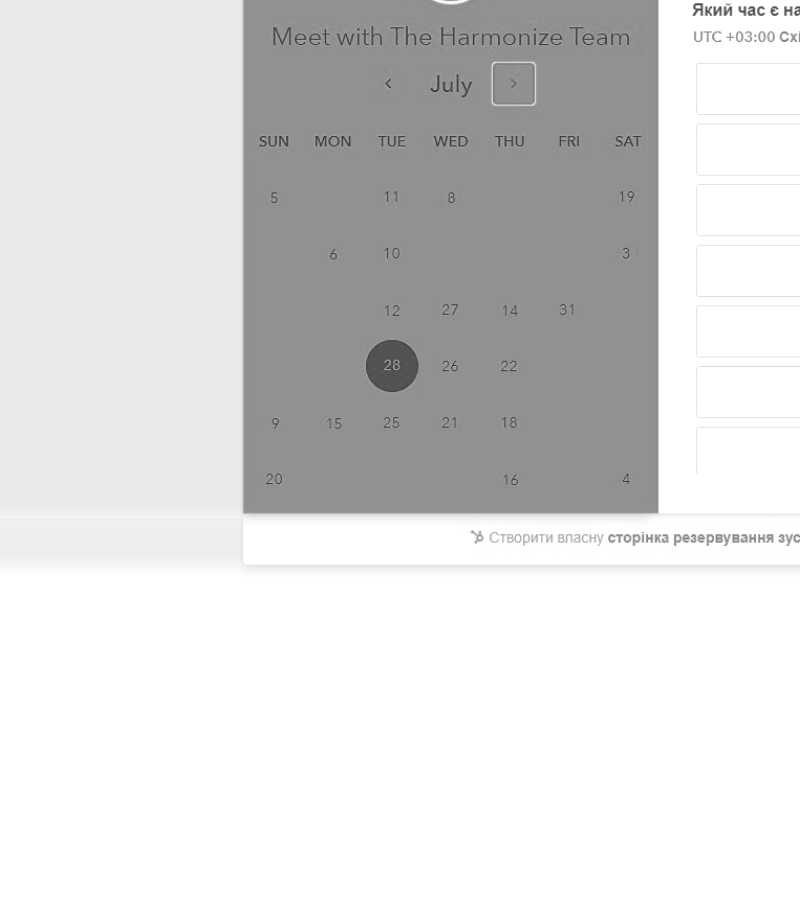 Який час є на
Meet with The Harmonize Team
UTC +03:00 Схі
July
SUN MON TUE WED THU FRI SAT
5 11 8 19
6 10 3
12 27 14 31
28 26 22
9 15 25 21 18
20 16 4
Створити власну сторінка резервування зус